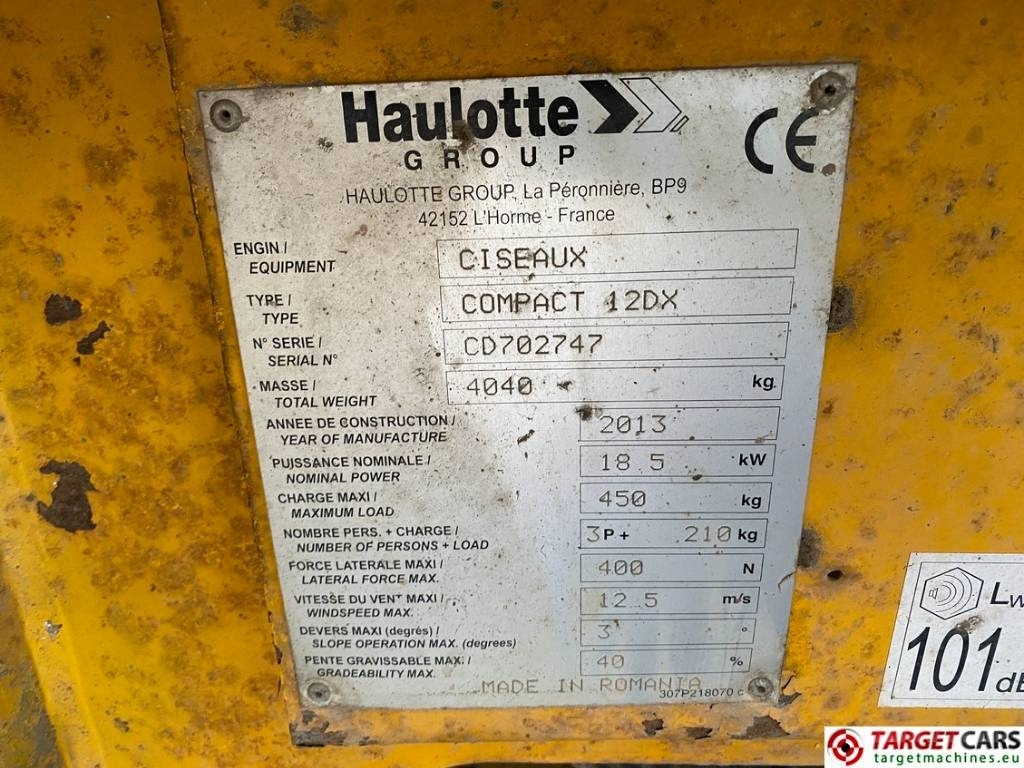 Haulotte
GROUP
CE
HAULOTTE GROUP, La Péronnière, BP9
42152 L'Horme - France
ENGIN /
EQUIPMENT
CISEAUX
TYPE /
TYPE
COMPACT 12DX
N° SERIE /
SERIAL N°
CD702747
MASSE /
TOTAL WEIGHT
4040 kg
ANNEE DE CONSTRUCTION /
YEAR OF MANUFACTURE
2013
PUISSANCE NOMINALE /
NOMINAL POWER
18.5 kW
CHARGE MAXI /
MAXIMUM LOAD
450 kg
NOMBRE PERS. + CHARGE /
NUMBER OF PERSONS + LOAD
3P + 210 kg
FORCE LATERALE MAXI /
LATERAL FORCE MAX.
400 N
VITESSE DU VENT MAXI /
WINDSPEED MAX.
12.5 m/s
DEVERS MAXI (degrés) /
SLOPE OPERATION MAX. (degrees)
3 °
PENTE GRAVISSABLE MAX. /
GRADEABILITY MAX.
40 %
MADE IN ROMANIA
307P218070 c
LW
101 dB
TARGETCARS
targetmachines.eu